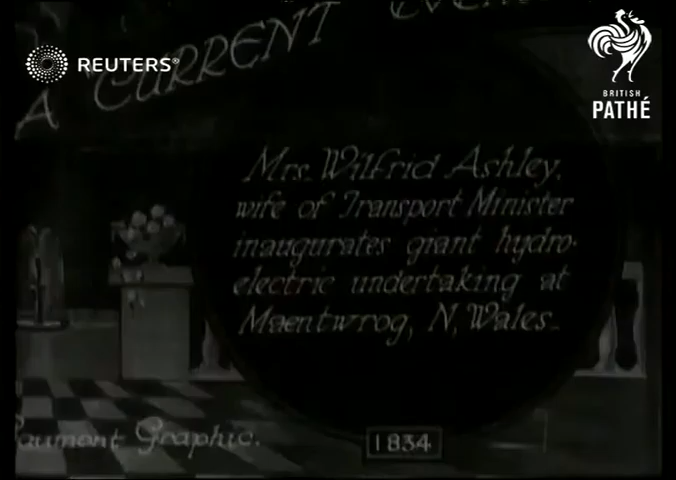 REUTERS®
BRITISH
PATHÉ
A "CURRENT
Mrs. Wilfrid Ashley,
wife of Transport Minister
inaugurates giant hydro-
electric undertaking at
Maentwrog, N. Wales.
Gaumont Graphic.
1834